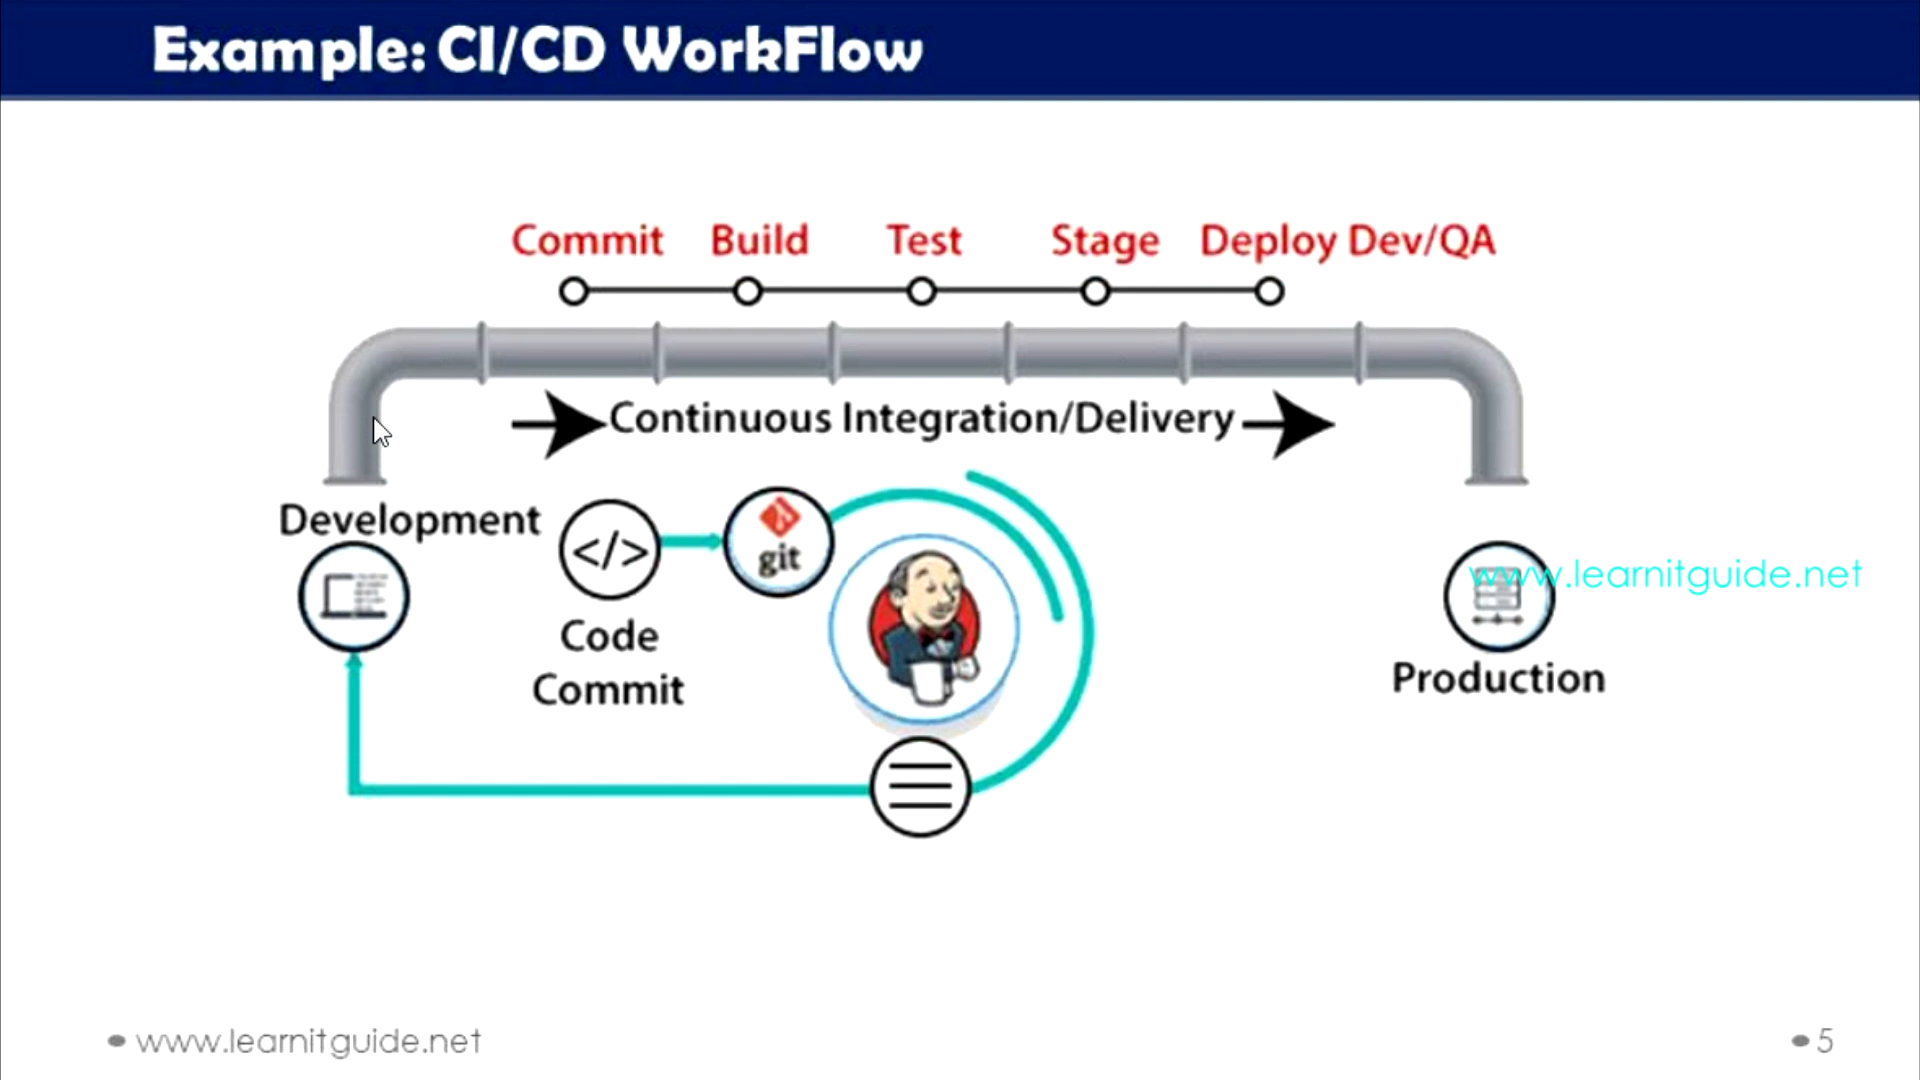 Example: CI/CD WorkFlow
Commit Build Test Stage Deploy Dev/QA
Continuous Integration/Delivery
Development
</>
git
Code
Commit
www.learnitguide.net
Production
www.learnitguide.net
5